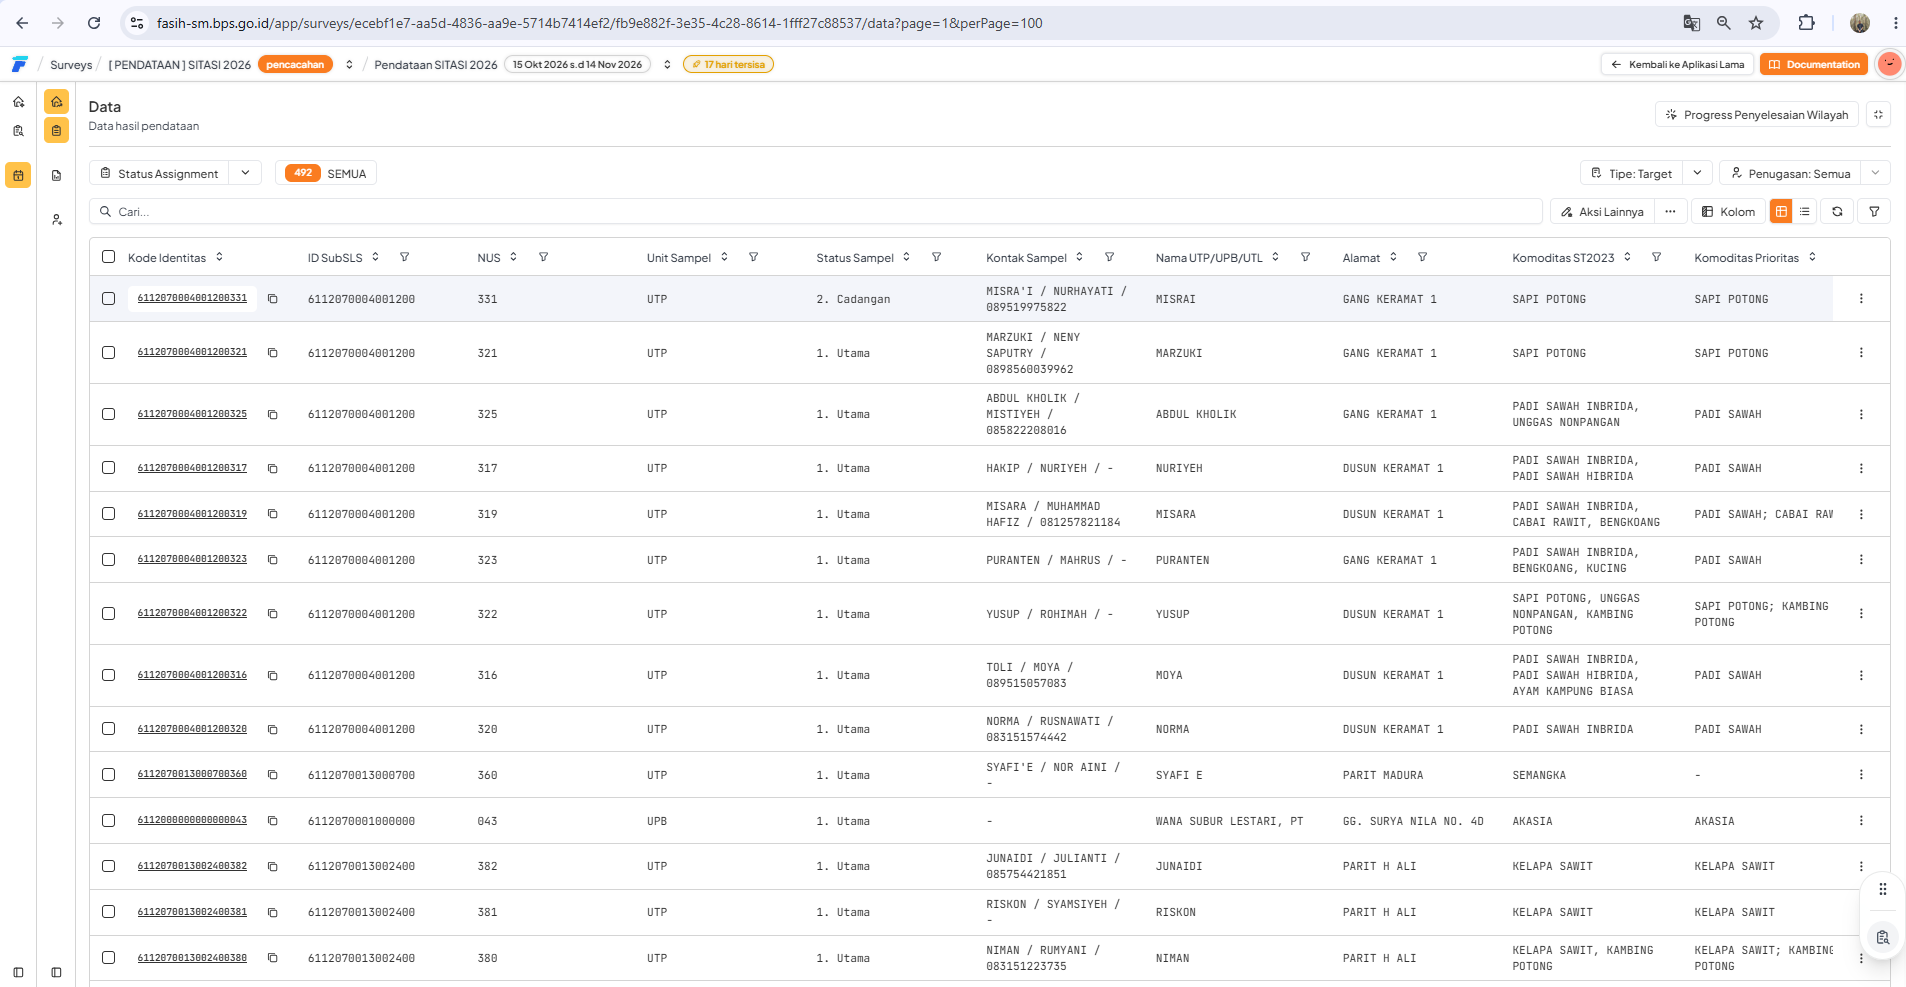 fasih-sm.bps.go.id/app/surveys/ecebf1e7-aa5d-4836-aa9e-5714b7414ef2/fb9e882f-3e35-4c28-8614-1fff27c88537/data?page=1&perPage=100
/ Surveys / [ PENDATAAN ] SITASI 2026 pencacahan / Pendataan SITASI 2026 15 Okt 2026 s.d 14 Nov 2026 17 hari tersisa Kembali ke Aplikasi Lama Documentation
Data
Data hasil pendataan
Progress Penyelesaian Wilayah
Status Assignment 492 SEMUA Tipe: Target Penugasan: Semua
Cari... Aksi Lainnya ... Kolom
Kode Identitas ID SubSLS NUS Unit Sampel Status Sampel Kontak Sampel Nama UTP/UPB/UTL Alamat Komoditas ST2023 Komoditas Prioritas
6112070004001200331 6112070004001200 331 UTP 2. Cadangan MISRA'I / NURHAYATI / MISRAI GANG KERAMAT 1 SAPI POTONG SAPI POTONG
089519975822
6112070004001200321 6112070004001200 321 UTP 1. Utama MARZUKI / NENY MARZUKI GANG KERAMAT 1 SAPI POTONG SAPI POTONG
SAPUTRY /
0898560039962
6112070004001200325 6112070004001200 325 UTP 1. Utama ABDUL KHOLIK / ABDUL KHOLIK GANG KERAMAT 1 PADI SAWAH INBRIDA, PADI SAWAH
MISTIYEH / UNGGAS NONPANGAN
085822208016
6112070004001200317 6112070004001200 317 UTP 1. Utama HAKIP / NURIYEH / - NURIYEH DUSUN KERAMAT 1 PADI SAWAH INBRIDA, PADI SAWAH
PADI SAWAH HIBRIDA
6112070004001200319 6112070004001200 319 UTP 1. Utama MISARA / MUHAMMAD MISARA DUSUN KERAMAT 1 PADI SAWAH INBRIDA, PADI SAWAH; CABAI RAW
HAFIZ / 081257821184 CABAI RAWIT, BENGKOANG
6112070004001200323 6112070004001200 323 UTP 1. Utama PURANTEN / MAHRUS / - PURANTEN GANG KERAMAT 1 PADI SAWAH INBRIDA, PADI SAWAH
BENGKOANG, KUCING
6112070004001200322 6112070004001200 322 UTP 1. Utama YUSUP / ROHIMAH / - YUSUP DUSUN KERAMAT 1 SAPI POTONG, UNGGAS SAPI POTONG; KAMBING
NONPANGAN, KAMBING POTONG
POTONG
6112070004001200316 6112070004001200 316 UTP 1. Utama TOLI / MOYA / MOYA DUSUN KERAMAT 1 PADI SAWAH INBRIDA, PADI SAWAH
089515057083 PADI SAWAH HIBRIDA,
AYAM KAMPUNG BIASA
6112070004001200320 6112070004001200 320 UTP 1. Utama NORMA / RUSNAWATI / NORMA DUSUN KERAMAT 1 PADI SAWAH INBRIDA PADI SAWAH
083151574442
6112070013000700360 6112070013000700 360 UTP 1. Utama SYAFI'E / NOR AINI / SYAFI E PARIT MADURA SEMANGKA -
-
6112000000000000043 6112070001000000 043 UPB 1. Utama - WANA SUBUR LESTARI, PT GG. SURYA NILA NO. 4D AKASIA AKASIA
6112070013002400382 6112070013002400 382 UTP 1. Utama JUNAIDI / JULIANTI / JUNAIDI PARIT H ALI KELAPA SAWIT KELAPA SAWIT
085754421851
6112070013002400381 6112070013002400 381 UTP 1. Utama RISKON / SYAMSIYEH / RISKON PARIT H ALI KELAPA SAWIT KELAPA SAWIT
-
6112070013002400380 6112070013002400 380 UTP 1. Utama NIMAN / RUMYANI / NIMAN PARIT H ALI KELAPA SAWIT, KAMBING KELAPA SAWIT; KAMBING
083151223735 POTONG POTONG